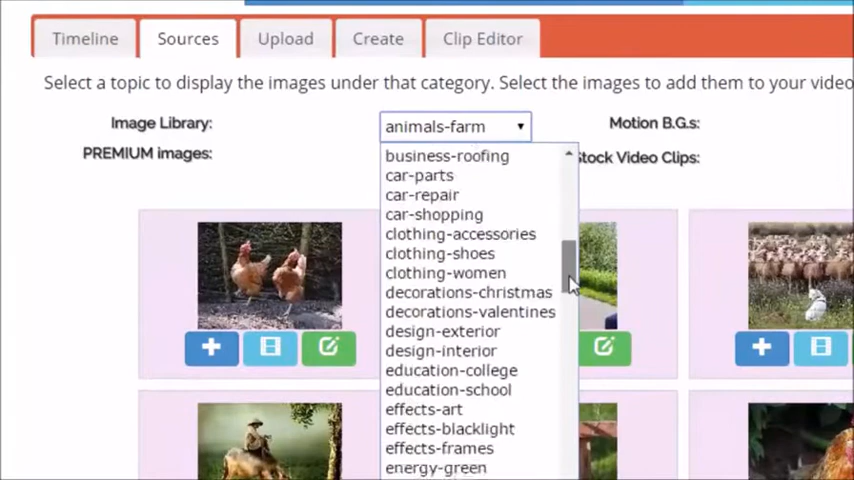 Timeline
Sources
Upload
Create
Clip Editor
Select a topic to display the images under that category. Select the images to add them to your video
Image Library:
animals-farm
Motion B.G.s:
PREMIUM images:
Stock Video Clips:
business-roofing
car-parts
car-repair
car-shopping
clothing-accessories
clothing-shoes
clothing-women
decorations-christmas
decorations-valentines
design-exterior
design-interior
education-college
education-school
effects-art
effects-blacklight
effects-frames
energy-green